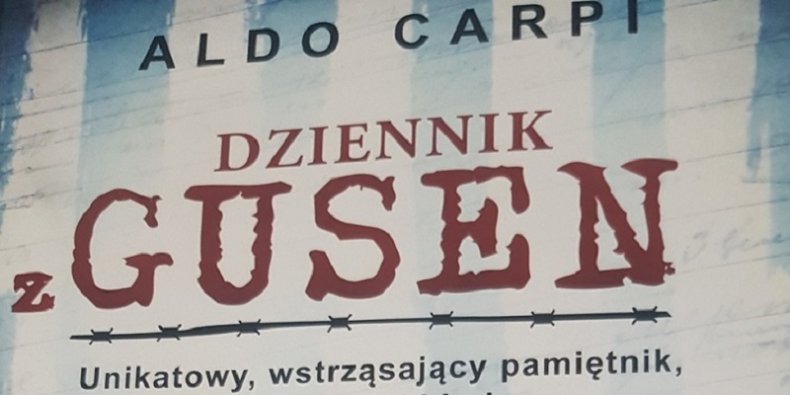 ALDO CARPI
DZIENNIK
z GUSEN
Unikatowy, wstrząsający pamiętnik,